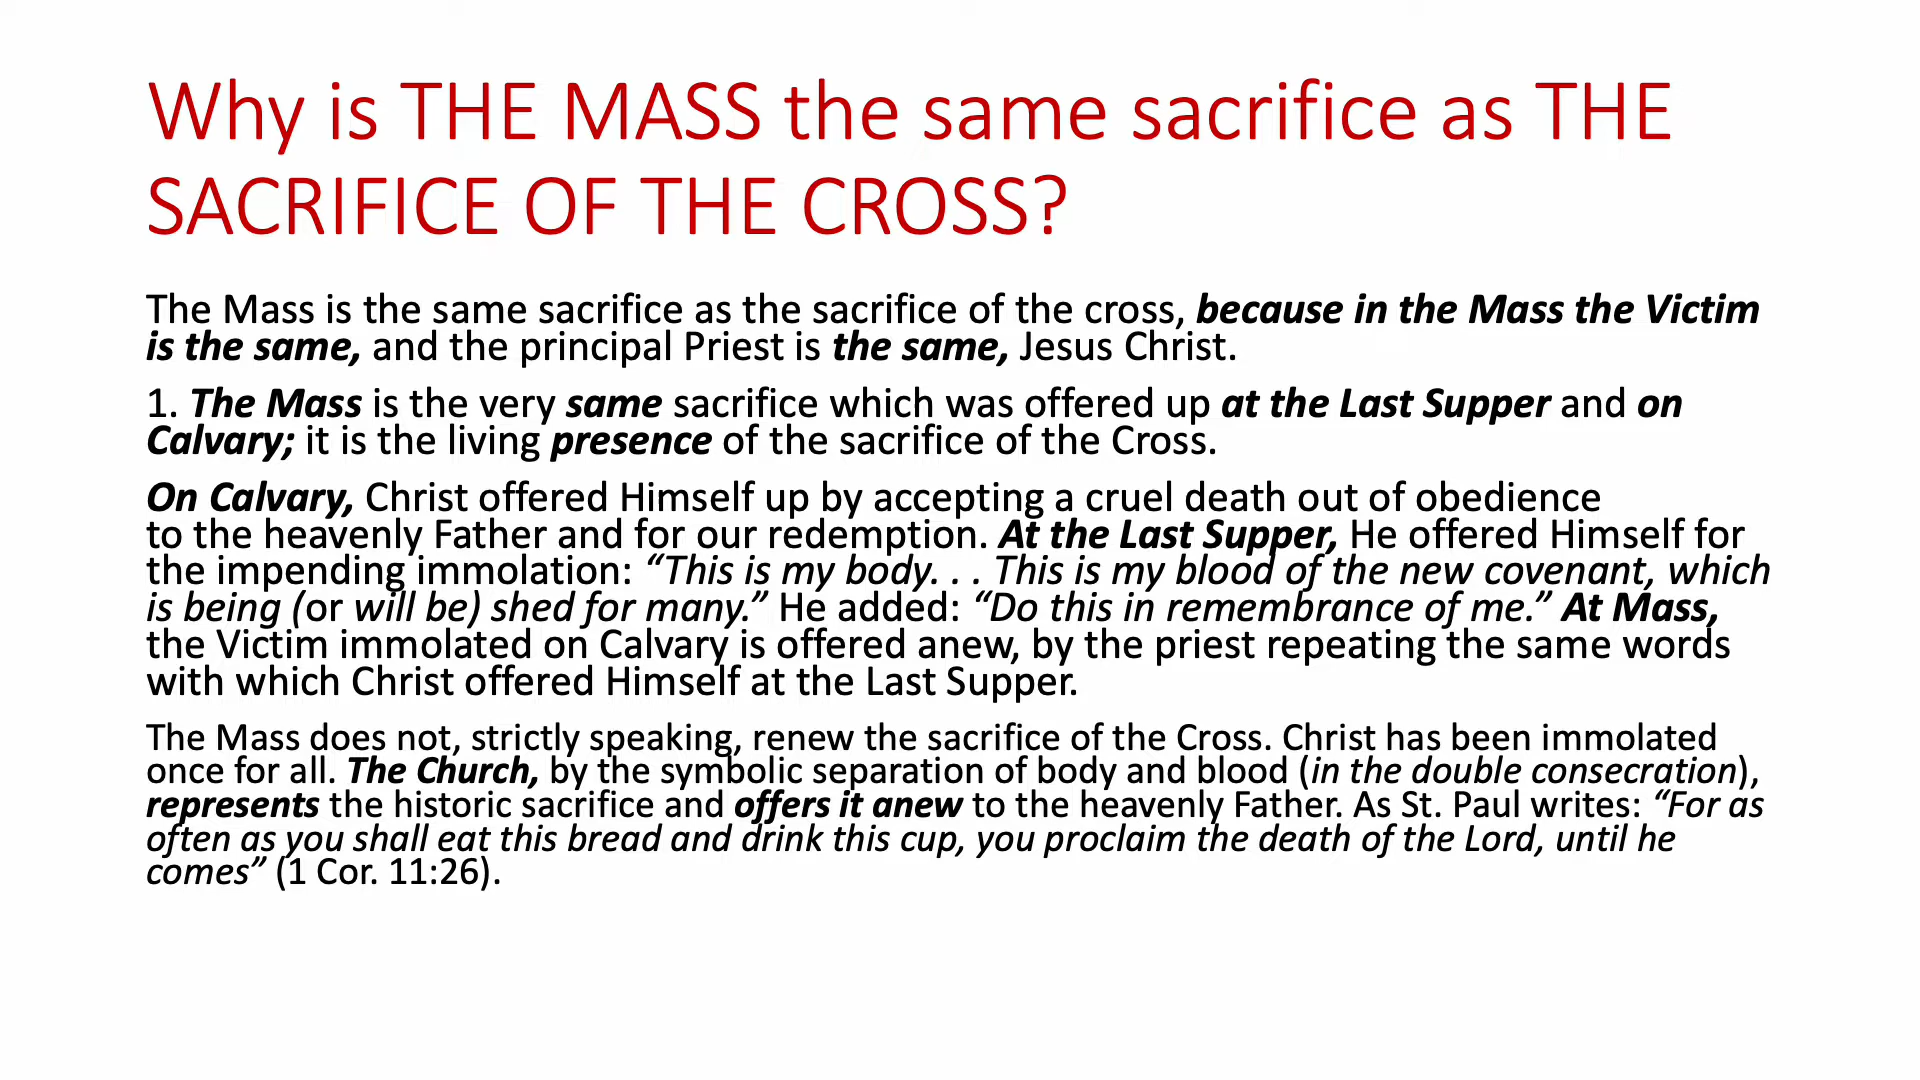 Why is THE MASS the same sacrifice as THE
SACRIFICE OF THE CROSS?
The Mass is the same sacrifice as the sacrifice of the cross, because in the Mass the Victim
is the same, and the principal Priest is the same, Jesus Christ.
1. The Mass is the very same sacrifice which was offered up at the Last Supper and on
Calvary; it is the living presence of the sacrifice of the Cross.
On Calvary, Christ offered Himself up by accepting a cruel death out of obedience
to the heavenly Father and for our redemption. At the Last Supper, He offered Himself for
the impending immolation: “This is my body. . . This is my blood of the new covenant, which
is being (or will be) shed for many.” He added: “Do this in remembrance of me.” At Mass,
the Victim immolated on Calvary is offered anew, by the priest repeating the same words
with which Christ offered Himself at the Last Supper.
The Mass does not, strictly speaking, renew the sacrifice of the Cross. Christ has been immolated
once for all. The Church, by the symbolic separation of body and blood (in the double consecration),
represents the historic sacrifice and offers it anew to the heavenly Father. As St. Paul writes: “For as
often as you shall eat this bread and drink this cup, you proclaim the death of the Lord, until he
comes” (1 Cor. 11:26).